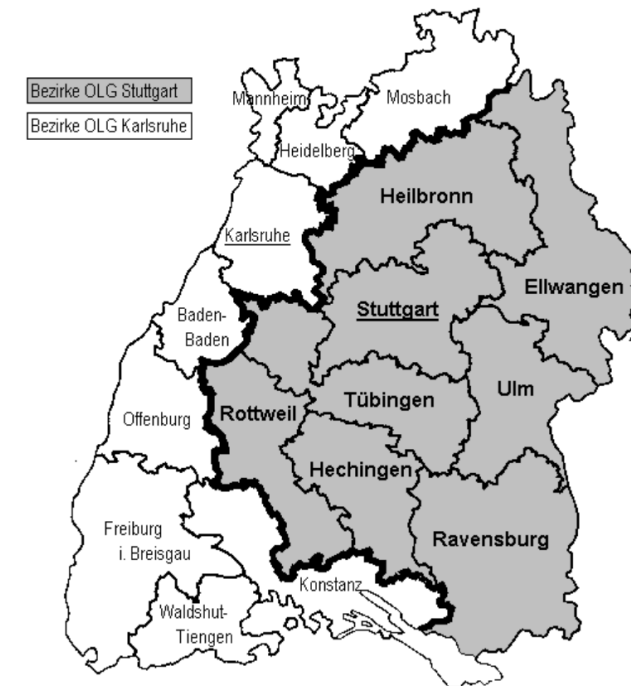 Bezirke OLG Stuttgart
Bezirke OLG Karlsruhe
Mannheim
Mosbach
Heidelberg
Heilbronn
Karlsruhe
Ellwangen
Stuttgart
Baden-
Baden
Ulm
Tübingen
Offenburg
Rottweil
Hechingen
Freiburg
i. Breisgau
Ravensburg
Konstanz
Waldshut-
Tiengen